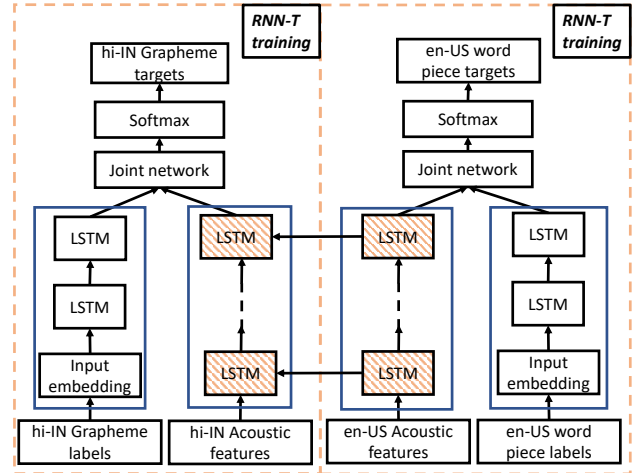 RNN-T
training
hi-IN Grapheme
targets
Softmax
Joint network
LSTM
LSTM
Input
embedding
hi-IN Grapheme
labels
LSTM
LSTM
hi-IN Acoustic
features
RNN-T
training
en-US word
piece targets
Softmax
Joint network
LSTM
LSTM
en-US Acoustic
features
LSTM
LSTM
Input
embedding
en-US word
piece labels